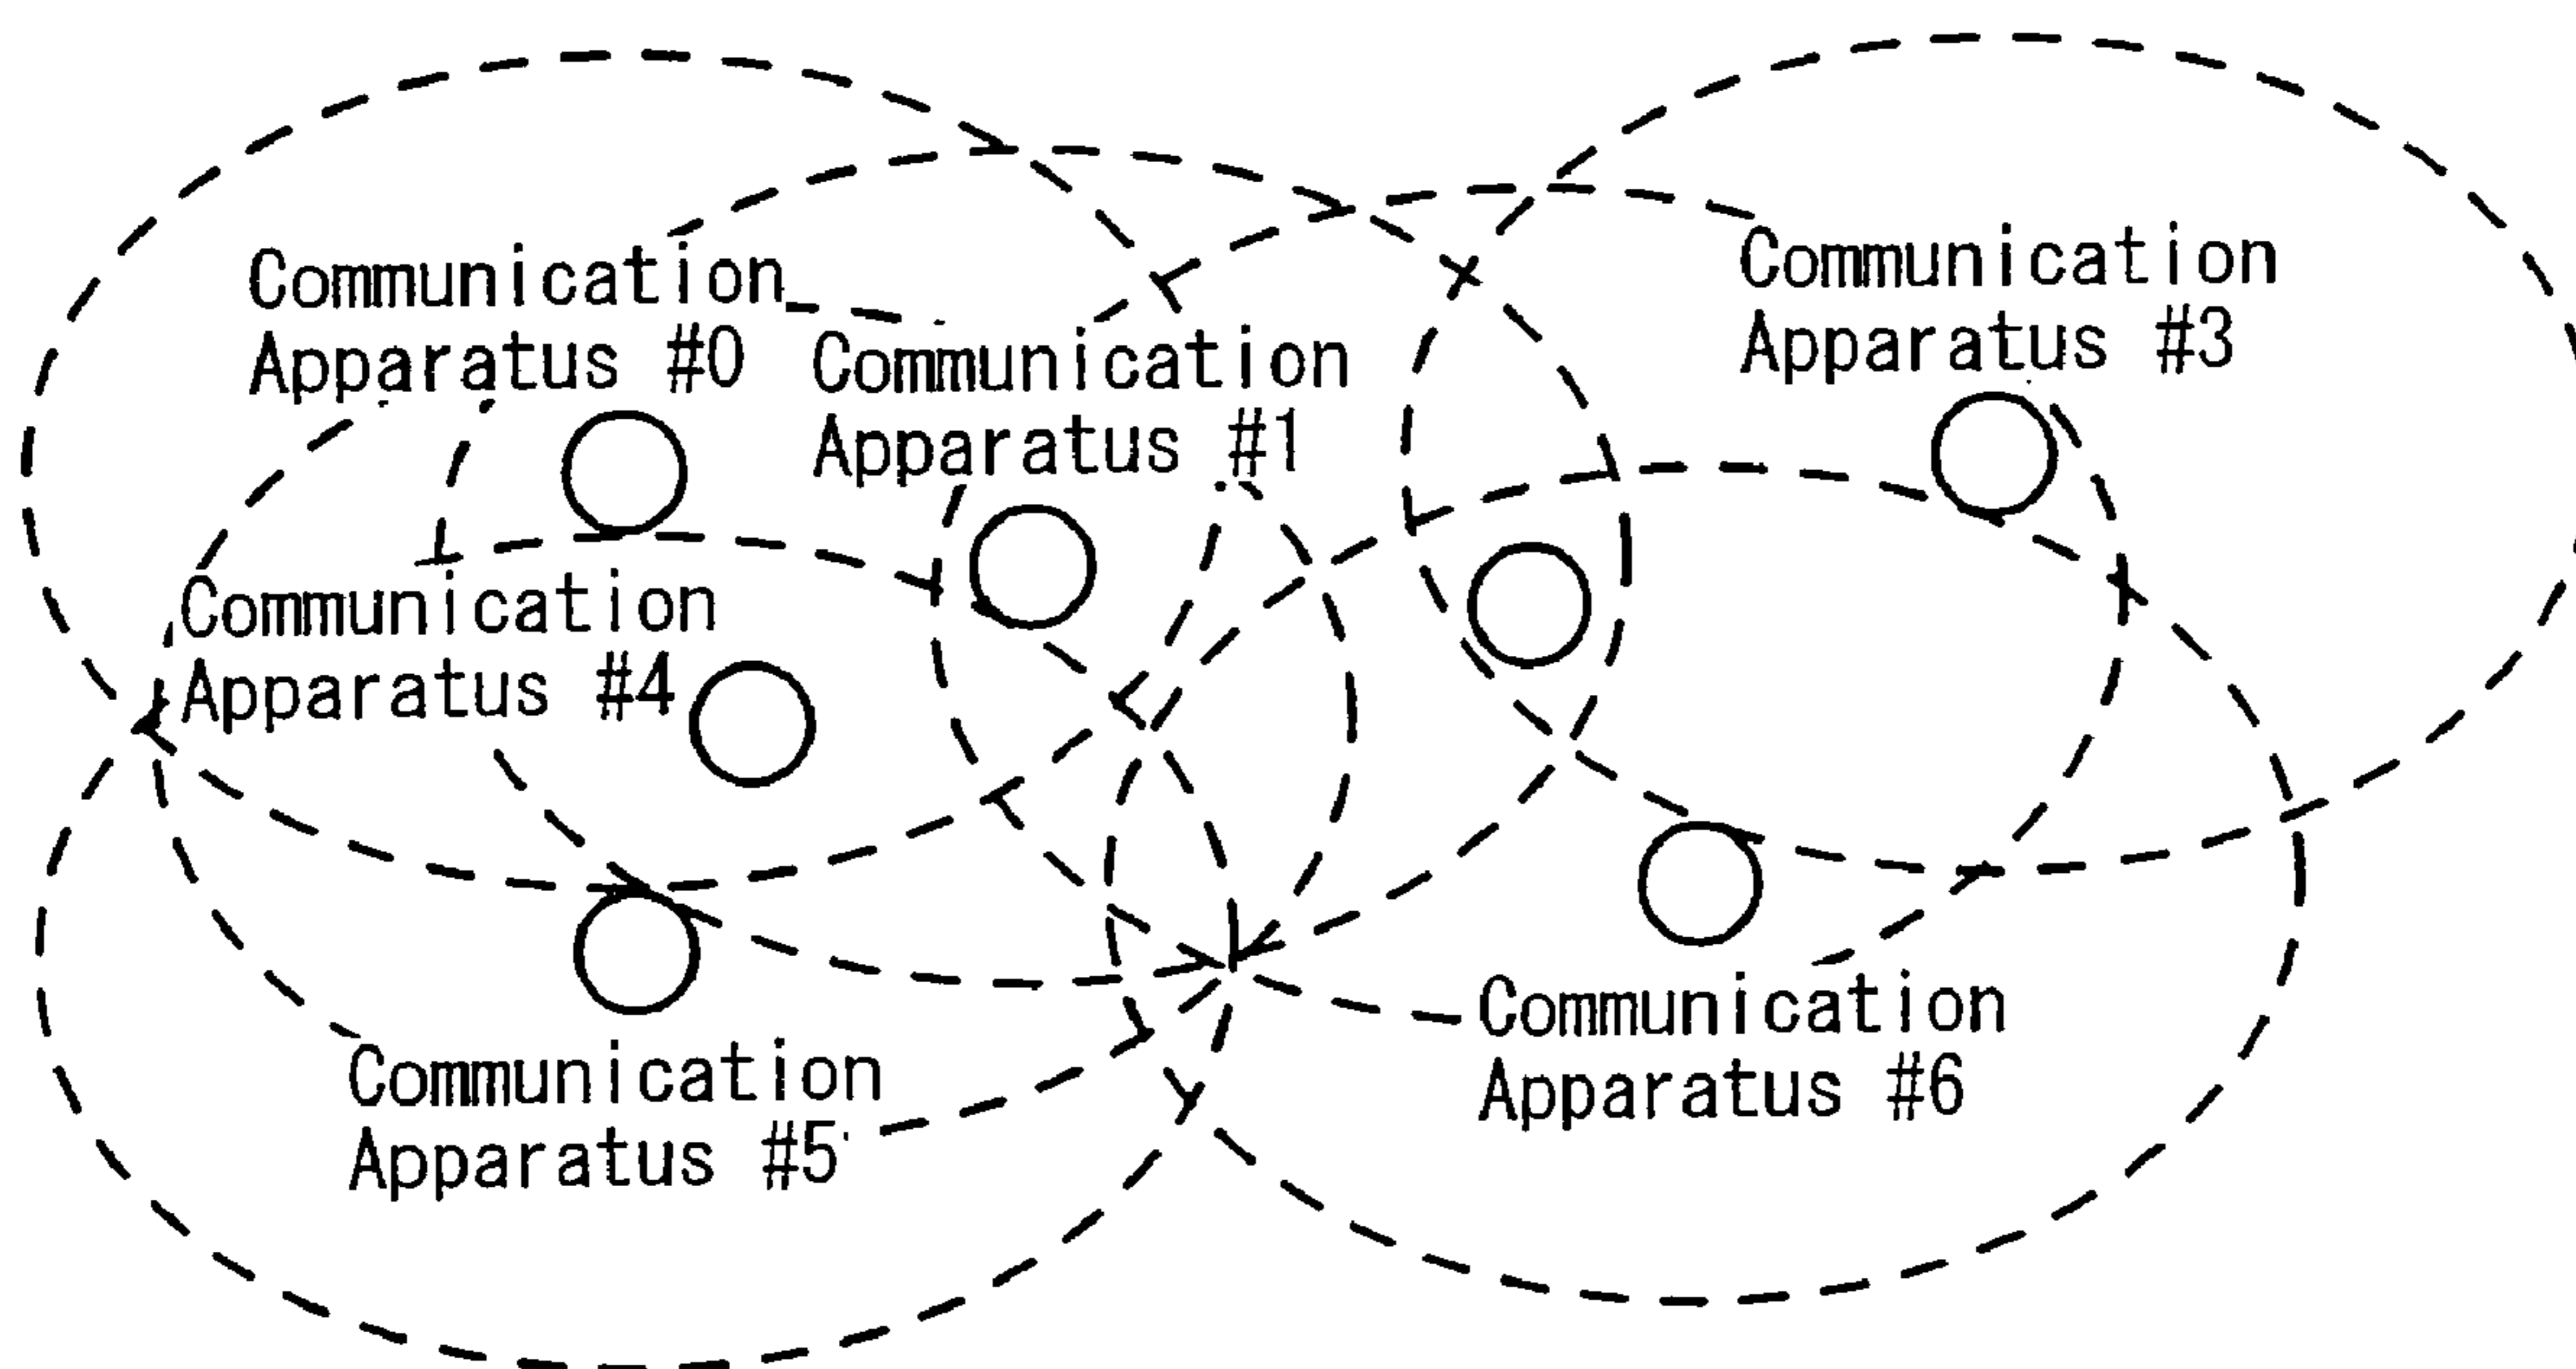 Communication
Apparatus #0
Communication
Apparatus #1
Communication
Apparatus #3
Communication
Apparatus #4
Communication
Apparatus #5
Communication
Apparatus #6